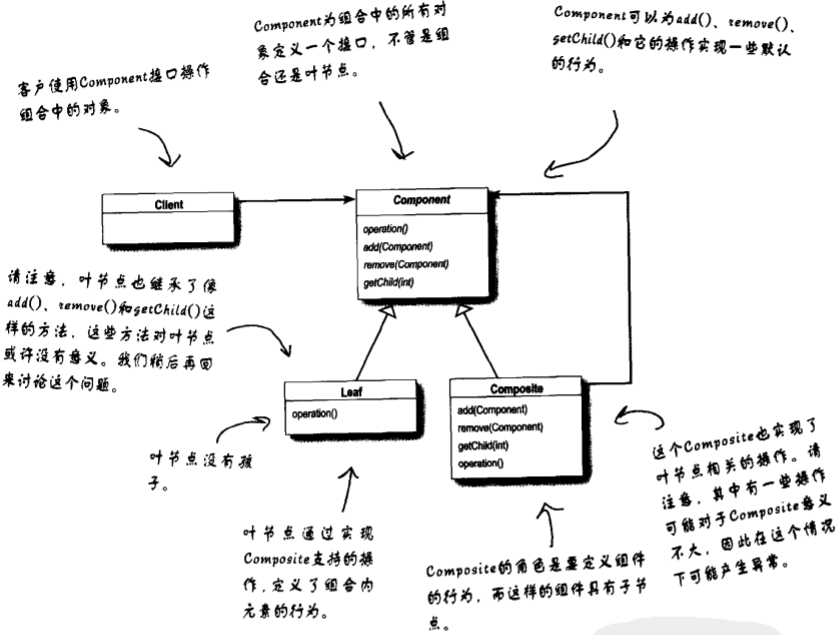 Component为组合中的所有对
象定义一个接口，不管是组
合还是叶节点。
Component可以为add()、remove()、
getChild()和它的操作实现一些默认
的行为。
客户使用Component接口操作
组合中的对象。
Client
Component
operation()
add(Component)
remove(Component)
getChild(int)
请注意，叶节点也继承了像
add()、remove()和getChild()这
样的方法，这些方法对叶节点
或许没有意义。我们稍后再回
来讨论这个问题。
Leaf
operation()
Composite
add(Component)
remove(Component)
getChild(int)
operation()
叶节点没有孩
子。
这个Composite也实现了
叶节点相关的操作。请
注意，其中有一些操作
可能对于Composite意义
不大，因此在这个情况
下可能产生异常。
叶节点通过实现
Composite支持的操
作，定义了组合内
元素的行为。
Composite的角色是要定义组件
的行为，而这样的组件具有子节
点。